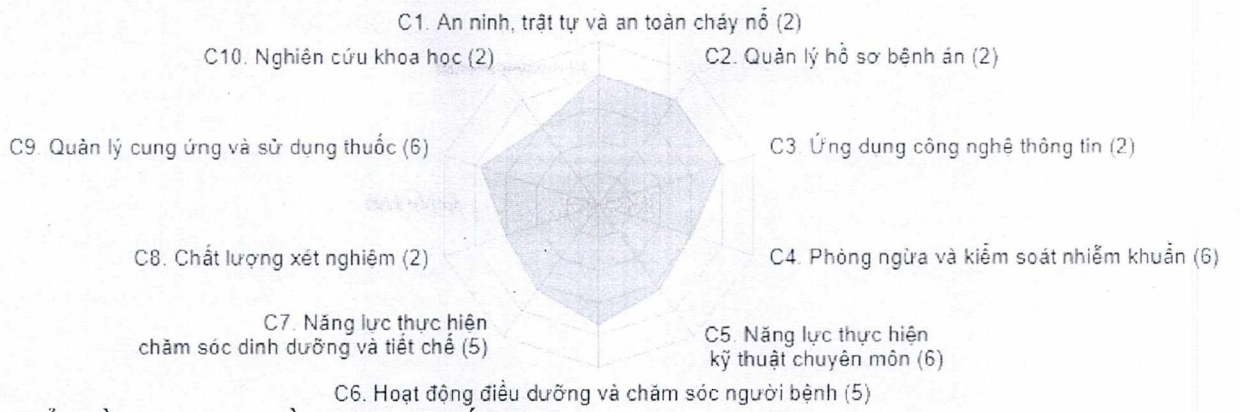 C1. An ninh, trật tự và an toàn cháy nổ (2)
C10. Nghiên cứu khoa học (2)
C2. Quản lý hồ sơ bệnh án (2)
C9. Quản lý cung ứng và sử dụng thuốc (6)
C3. Ứng dụng công nghệ thông tin (2)
C8. Chất lượng xét nghiệm (2)
C4. Phòng ngừa và kiểm soát nhiễm khuẩn (6)
C7. Năng lực thực hiện
chăm sóc dinh dưỡng và tiết chế (5)
C5. Năng lực thực hiện
kỹ thuật chuyên môn (6)
C6. Hoạt động điều dưỡng và chăm sóc người bệnh (5)